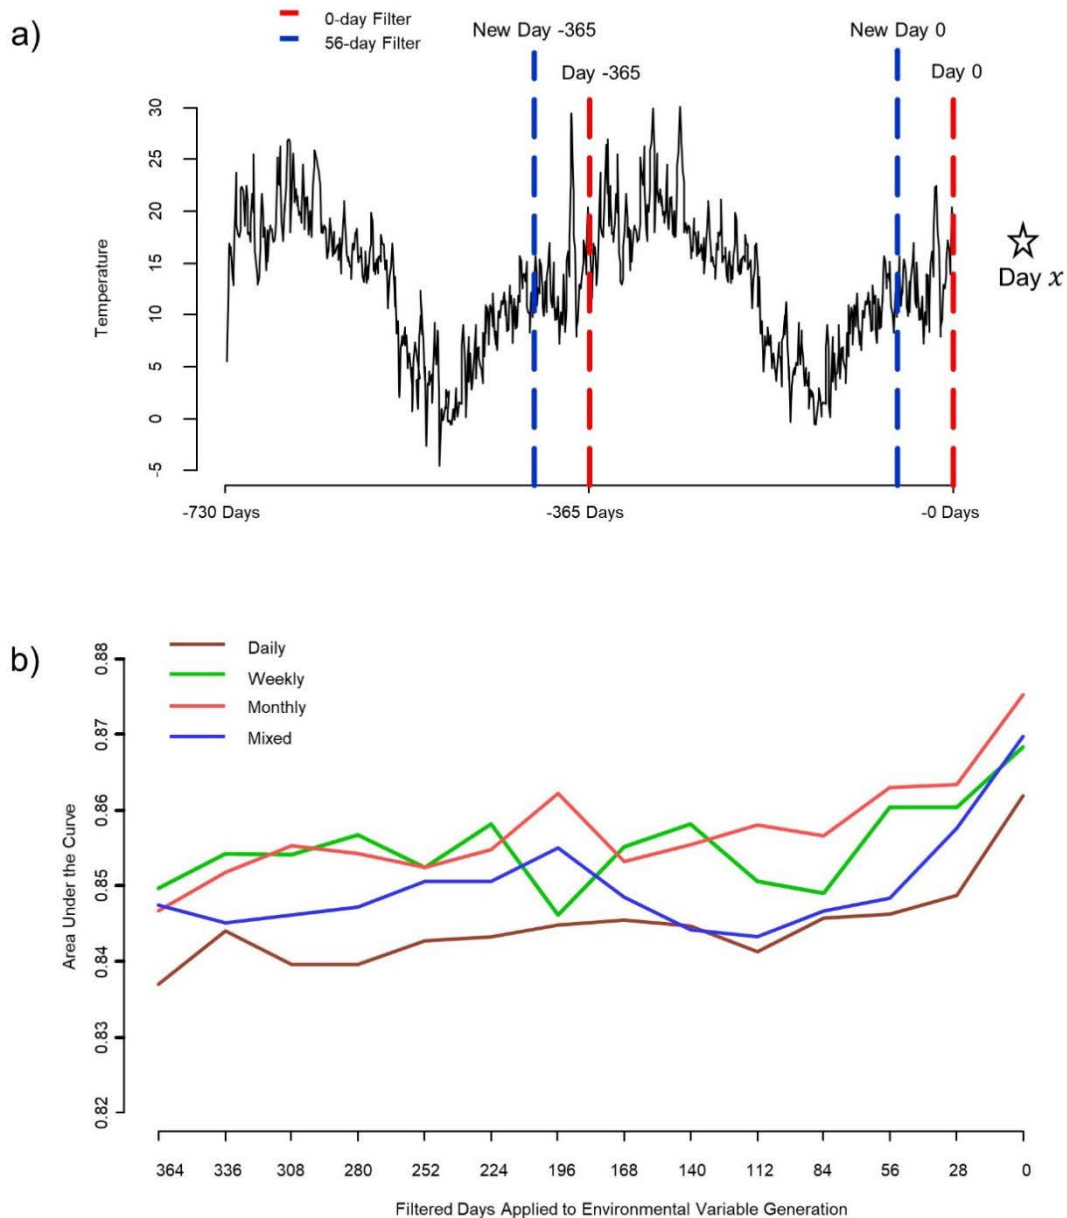 a)
0-day Filter
56-day Filter
New Day -365
New Day 0
Day -365
Day 0
30
25
20
15
10
5
0
-5
Temperature
Day x
-730 Days
-365 Days
-0 Days
b)
Daily
Weekly
Monthly
Mixed
0.88
0.87
0.86
0.85
0.84
0.83
0.82
Area Under the Curve
364 336 308 280 252 224 196 168 140 112 84 56 28 0
Filtered Days Applied to Environmental Variable Generation